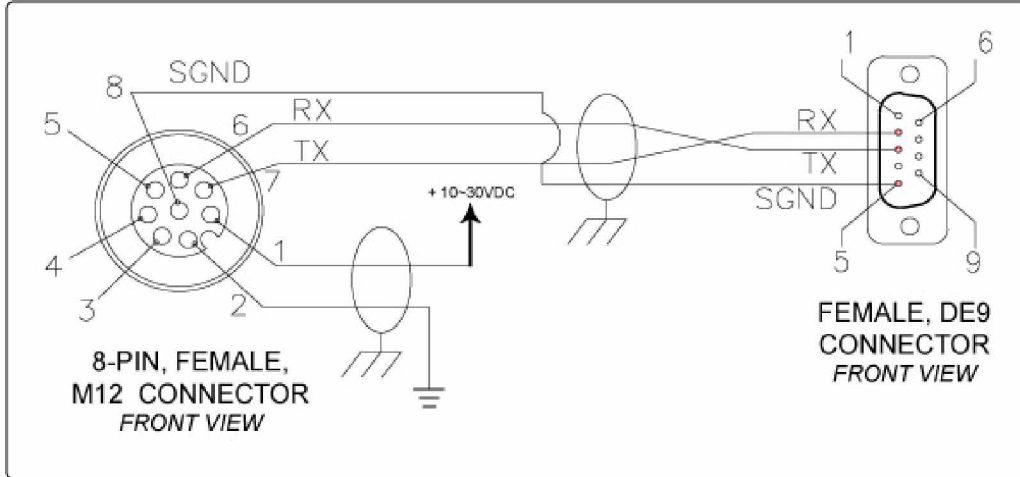 SGND
8
RX
5
6
TX
7
+ 10~30VDC
4
1
3
2
8-PIN, FEMALE,
M12 CONNECTOR
FRONT VIEW
1
6
RX
TX
SGND
5
9
FEMALE, DE9
CONNECTOR
FRONT VIEW